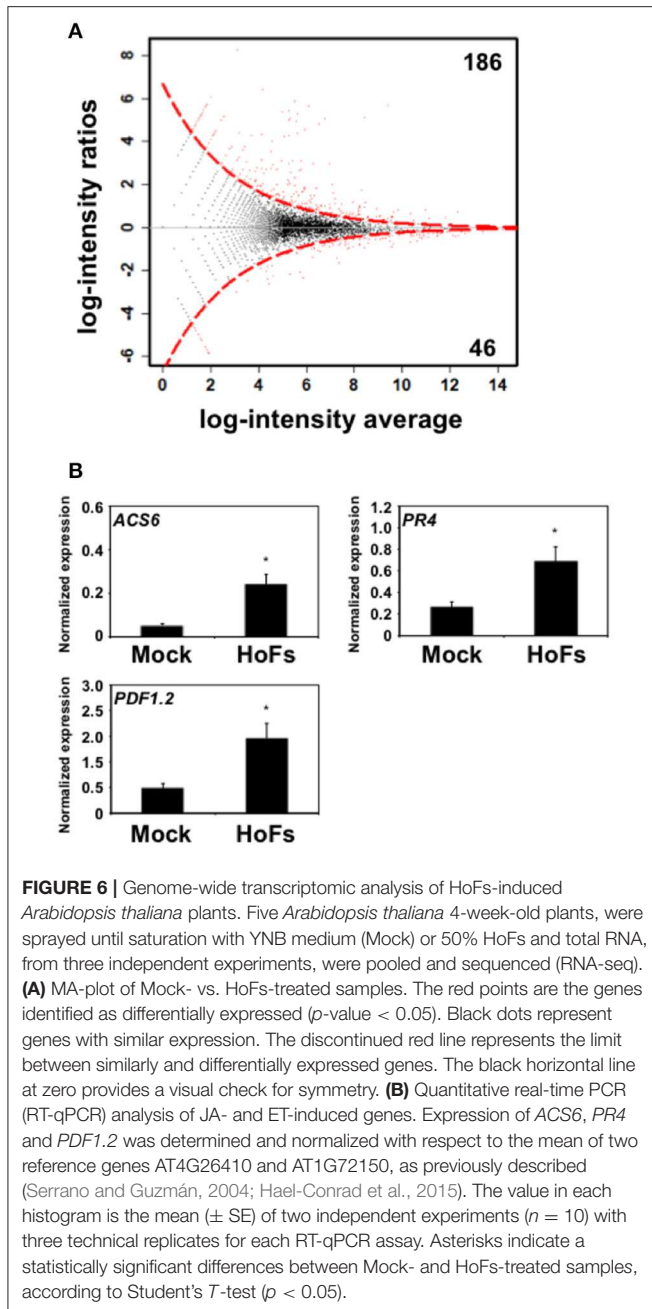 A
186
8
6
4
2
0
-2
-4
-6
log-intensity ratios
46
0 2 4 6 8 10 12 14
log-intensity average
B
ACS6
Normalized expression
0.6
0.4
0.2
0
*
Mock HoFs
PR4
Normalized expression
1.2
1.0
0.8
0.6
0.4
0.2
0
*
Mock HoFs
PDF1.2
Normalized expression
3.0
2.5
2.0
1.5
0.5
0
*
Mock HoFs
FIGURE 6 | Genome-wide transcriptomic analysis of HoFs-induced
Arabidopsis thaliana plants. Five Arabidopsis thaliana 4-week-old plants, were
sprayed until saturation with YNB medium (Mock) or 50% HoFs and total RNA,
from three independent experiments, were pooled and sequenced (RNA-seq).
(A) MA-plot of Mock- vs. HoFs-treated samples. The red points are the genes
identified as differentially expressed (p-value < 0.05). Black dots represent
genes with similar expression. The discontinued red line represents the limit
between similarly and differentially expressed genes. The black horizontal line
at zero provides a visual check for symmetry. (B) Quantitative real-time PCR
(RT-qPCR) analysis of JA- and ET-induced genes. Expression of ACS6, PR4
and PDF1.2 was determined and normalized with respect to the mean of two
reference genes AT4G26410 and AT1G72150, as previously described
(Serrano and Guzmán, 2004; Hael-Conrad et al., 2015). The value in each
histogram is the mean (± SE) of two independent experiments (n = 10) with
three technical replicates for each RT-qPCR assay. Asterisks indicate a
statistically significant differences between Mock- and HoFs-treated samples,
according to Student's T-test (p < 0.05).